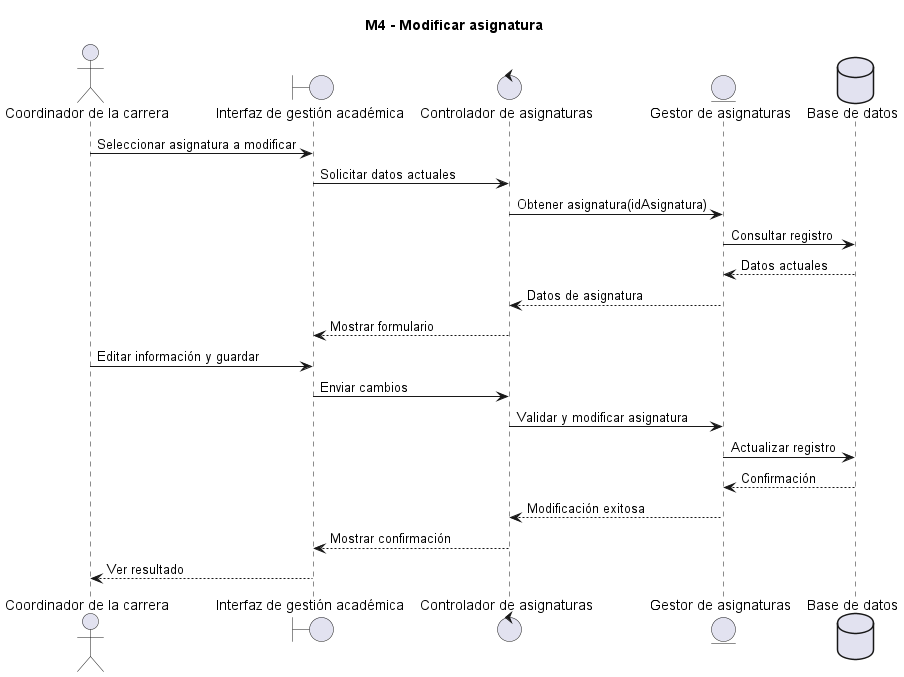 M4 - Modificar asignatura
Coordinador de la carrera
Interfaz de gestión académica
Controlador de asignaturas
Gestor de asignaturas
Base de datos
Seleccionar asignatura a modificar
Solicitar datos actuales
Obtener asignatura(idAsignatura)
Consultar registro
Datos actuales
Datos de asignatura
Mostrar formulario
Editar información y guardar
Enviar cambios
Validar y modificar asignatura
Actualizar registro
Confirmación
Modificación exitosa
Mostrar confirmación
Ver resultado
Coordinador de la carrera
Interfaz de gestión académica
Controlador de asignaturas
Gestor de asignaturas
Base de datos